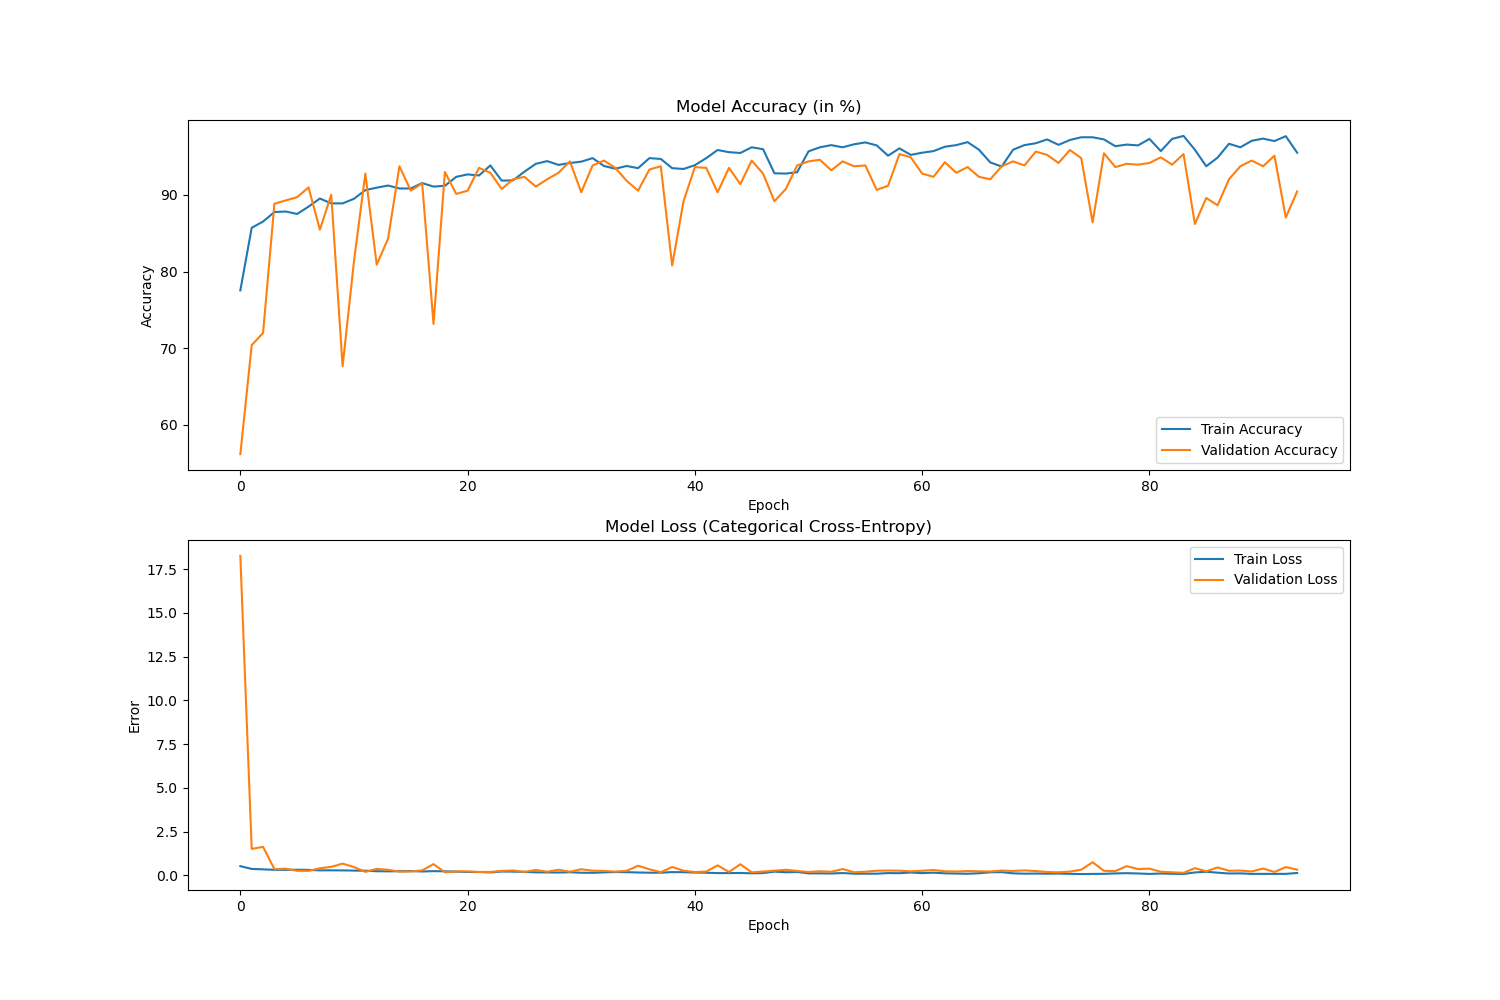 Model Accuracy (in %)
Accuracy
90
80
70
60
Train Accuracy
Validation Accuracy
0 20 40 60 80
Epoch
Model Loss (Categorical Cross-Entropy)
Error
17.5
15.0
12.5
10.0
7.5
5.0
2.5
0.0
Train Loss
Validation Loss
0 20 40 60 80
Epoch